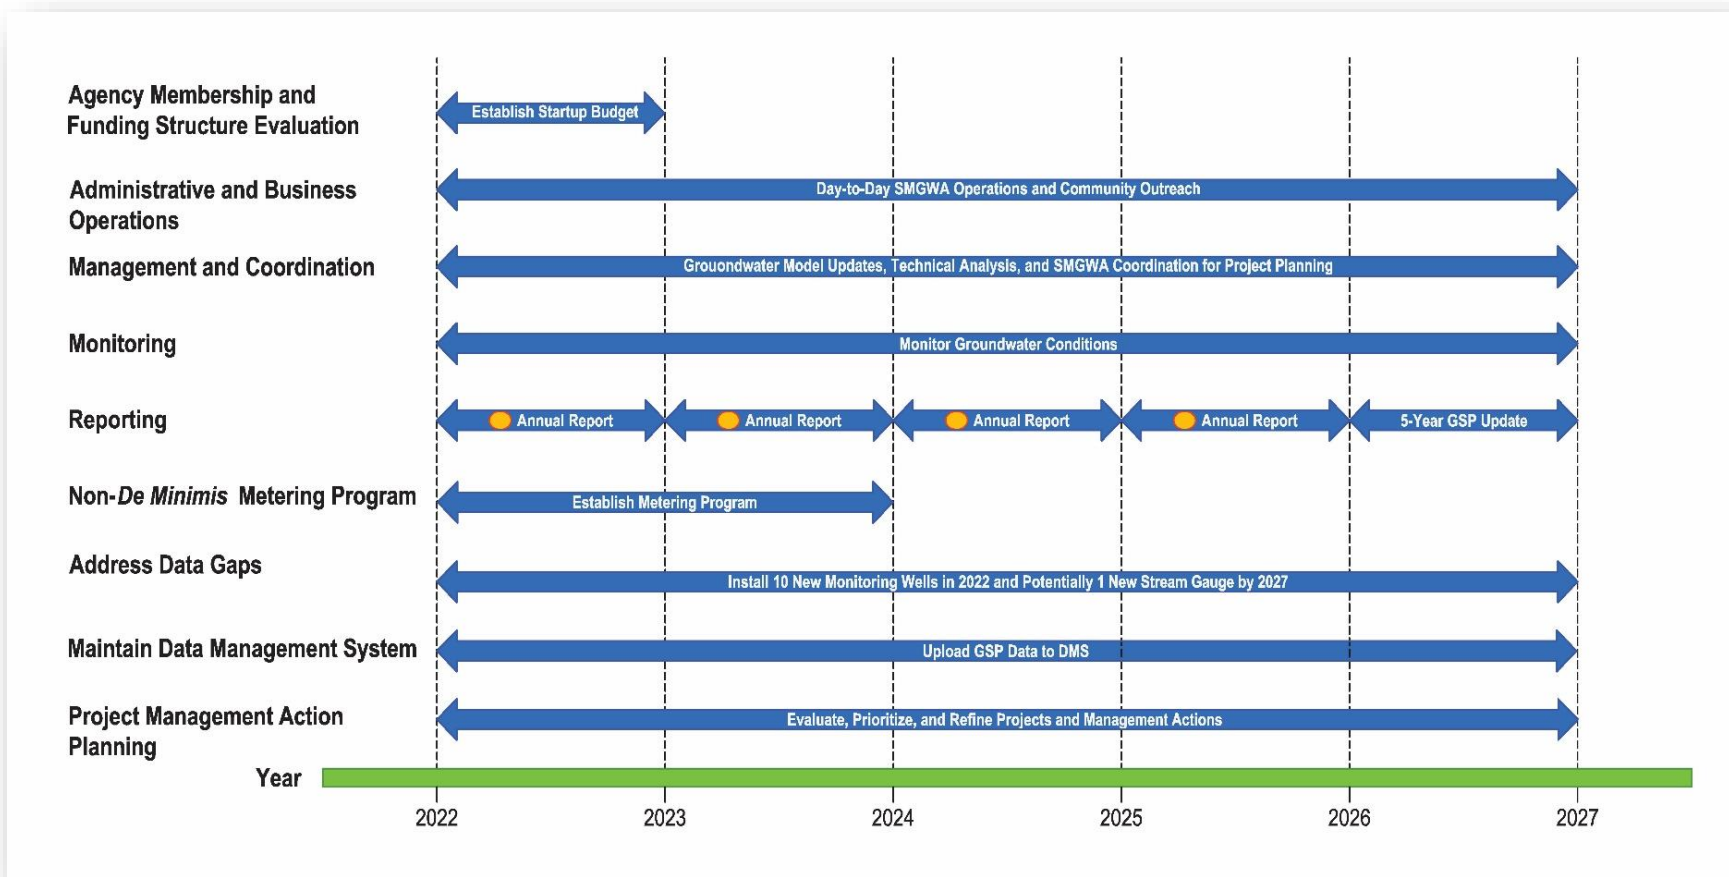 Agency Membership and
Funding Structure Evaluation
Establish Startup Budget
Administrative and Business
Operations
Day-to-Day SMGWA Operations and Community Outreach
Management and Coordination
Grouondwater Model Updates, Technical Analysis, and SMGWA Coordination for Project Planning
Monitoring
Monitor Groundwater Conditions
Reporting
Annual Report
Annual Report
Annual Report
Annual Report
5-Year GSP Update
Non-De Minimis Metering Program
Establish Metering Program
Address Data Gaps
Install 10 New Monitoring Wells in 2022 and Potentially 1 New Stream Gauge by 2027
Maintain Data Management System
Upload GSP Data to DMS
Project Management Action
Planning
Evaluate, Prioritize, and Refine Projects and Management Actions
Year
2022
2023
2024
2025
2026
2027